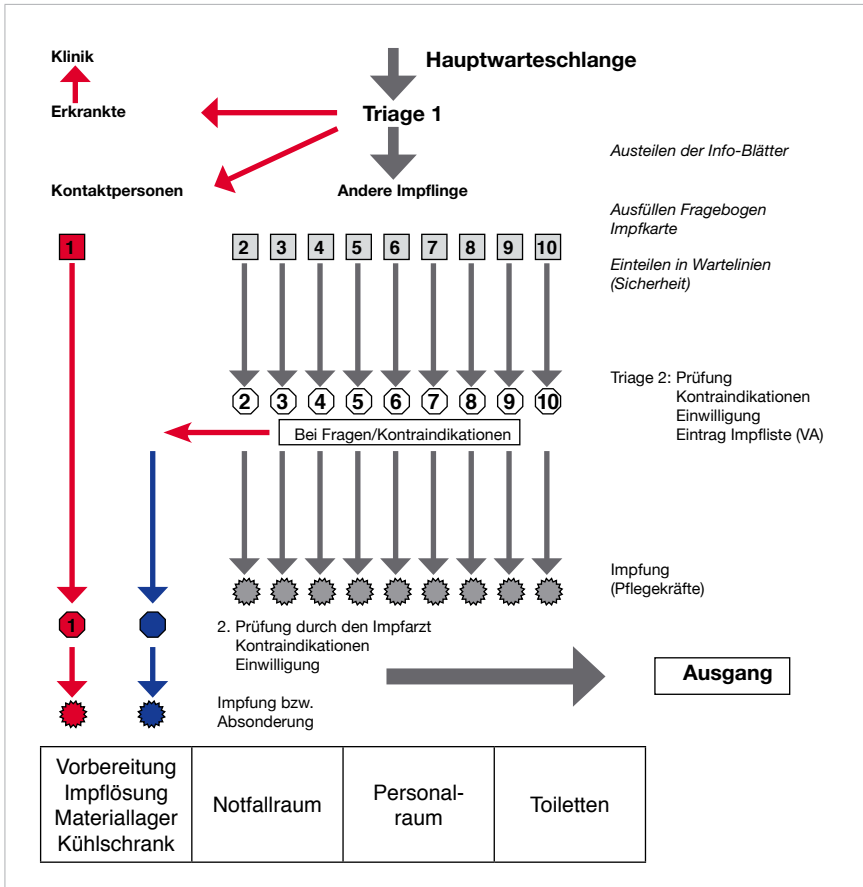 Klinik
Hauptwarteschlange
Erkrankte
Triage 1
Austeilen der Info-Blätter
Kontaktpersonen
Andere Impflinge
Ausfüllen Fragebogen
Impfkarte
1 2 3 4 5 6 7 8 9 10
Einteilen in Wartelinien
(Sicherheit)
Triage 2: Prüfung
Kontraindikationen
Einwilligung
Eintrag Impfliste (VA)
2 3 4 5 6 7 8 9 10
Bei Fragen/Kontraindikationen
Impfung
(Pflegekräfte)
1
2. Prüfung durch den Impfarzt
Kontraindikationen
Einwilligung
Ausgang
Impfung bzw.
Absonderung
Vorbereitung
Impflösung
Materiallager
Kühlschrank
Notfallraum
Personal-
raum
Toiletten